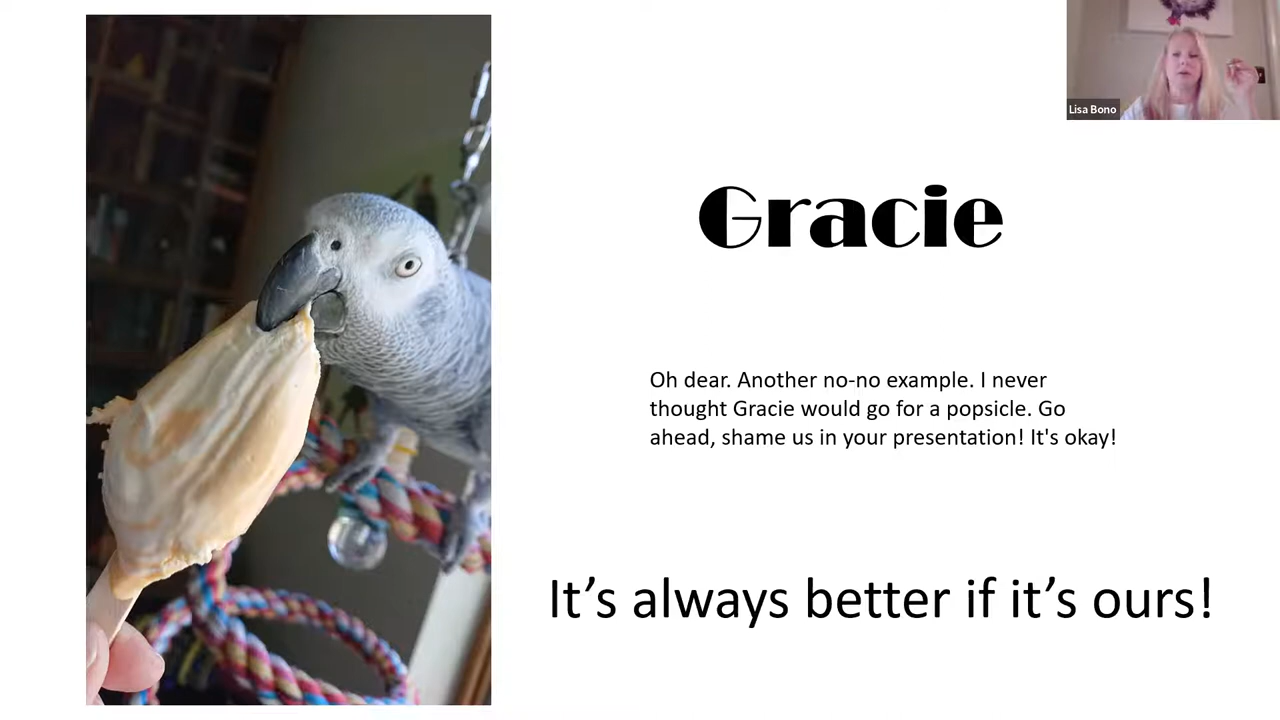 Lisa Bono
Gracie
Oh dear. Another no-no example. I never
thought Gracie would go for a popsicle. Go
ahead, shame us in your presentation! It's okay!
It’s always better if it’s ours!